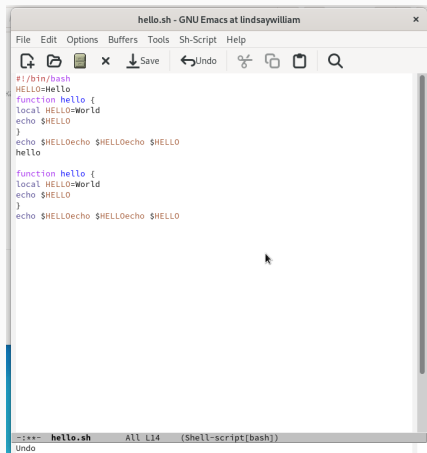 hello.sh - GNU Emacs at lindsaywilliam
File Edit Options Buffers Tools Sh-Script Help
Save Undo
#!/bin/bash
HELLO=Hello
function hello {
local HELLO=World
echo $HELLO
}
echo $HELLOecho $HELLOecho $HELLO
hello

function hello {
local HELLO=World
echo $HELLO
}
echo $HELLOecho $HELLOecho $HELLO
-:**- hello.sh All L14 (Shell-script[bash])
Undo